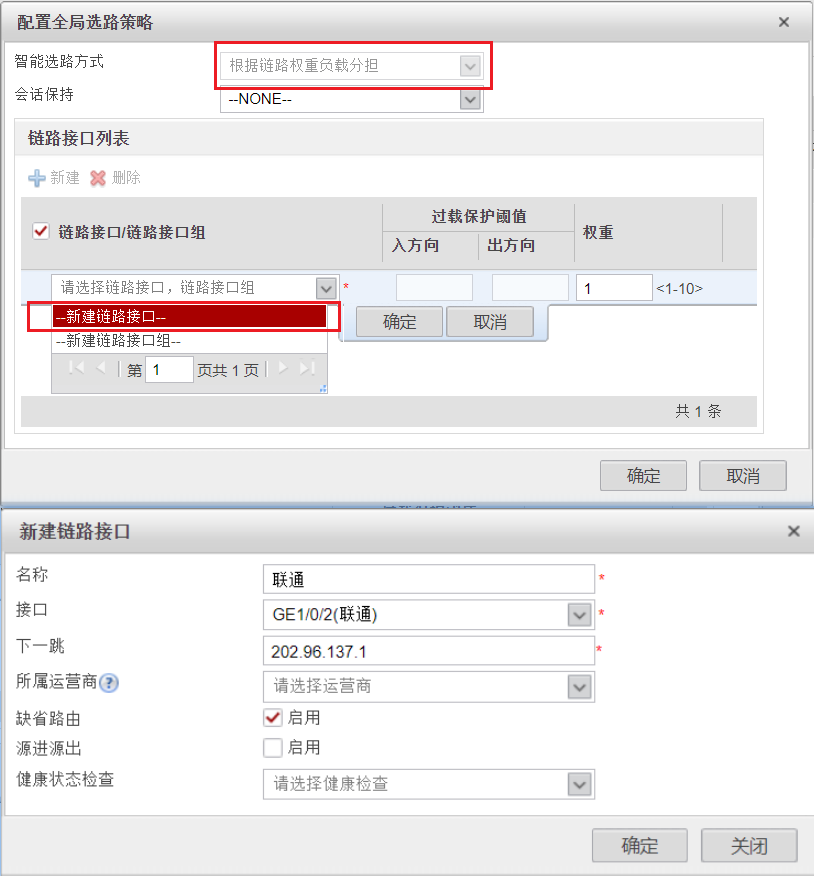 配置全局选路策略
智能选路方式 根据链路权重负载分担
会话保持 --NONE--
链路接口列表
新建 删除
链路接口/链路接口组 过载保护阈值 入方向 出方向 权重
请选择链路接口，链路接口组 * 1 <1-10>
--新建链路接口-- 确定 取消
--新建链路接口组--
第 1 页共 1 页
共 1 条
确定 取消
新建链路接口
名称 联通 *
接口 GE1/0/2(联通) *
下一跳 202.96.137.1 *
所属运营商 ? 请选择运营商
缺省路由 启用
源进源出 启用
健康状态检查 请选择健康检查
确定 关闭